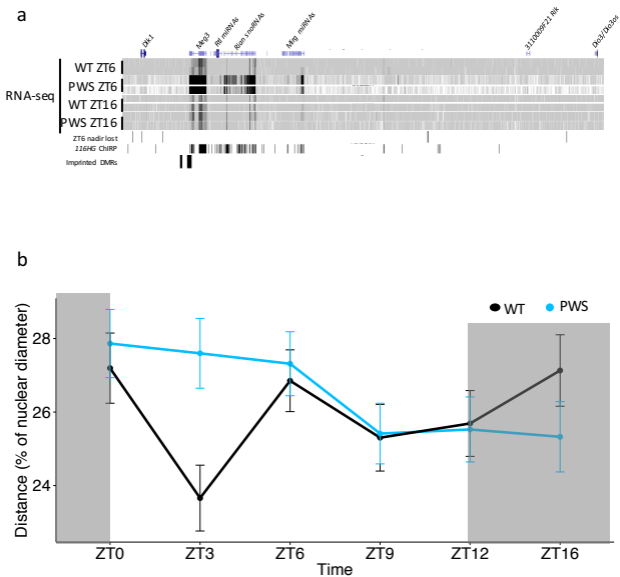 a
Dlk1 Meg3 Rtl miRNAs Rian snoRNAs Mirg miRNAs 3110009F21 Rik Dio3/Dio3os
WT ZT6
PWS ZT6
RNA-seq
WT ZT16
PWS ZT16
ZT6 nadir lost
116HG ChIRP
Imprinted DMRs
b
WT PWS
Distance (% of nuclear diameter)
28
26
24
ZT0 ZT3 ZT6 ZT9 ZT12 ZT16
Time